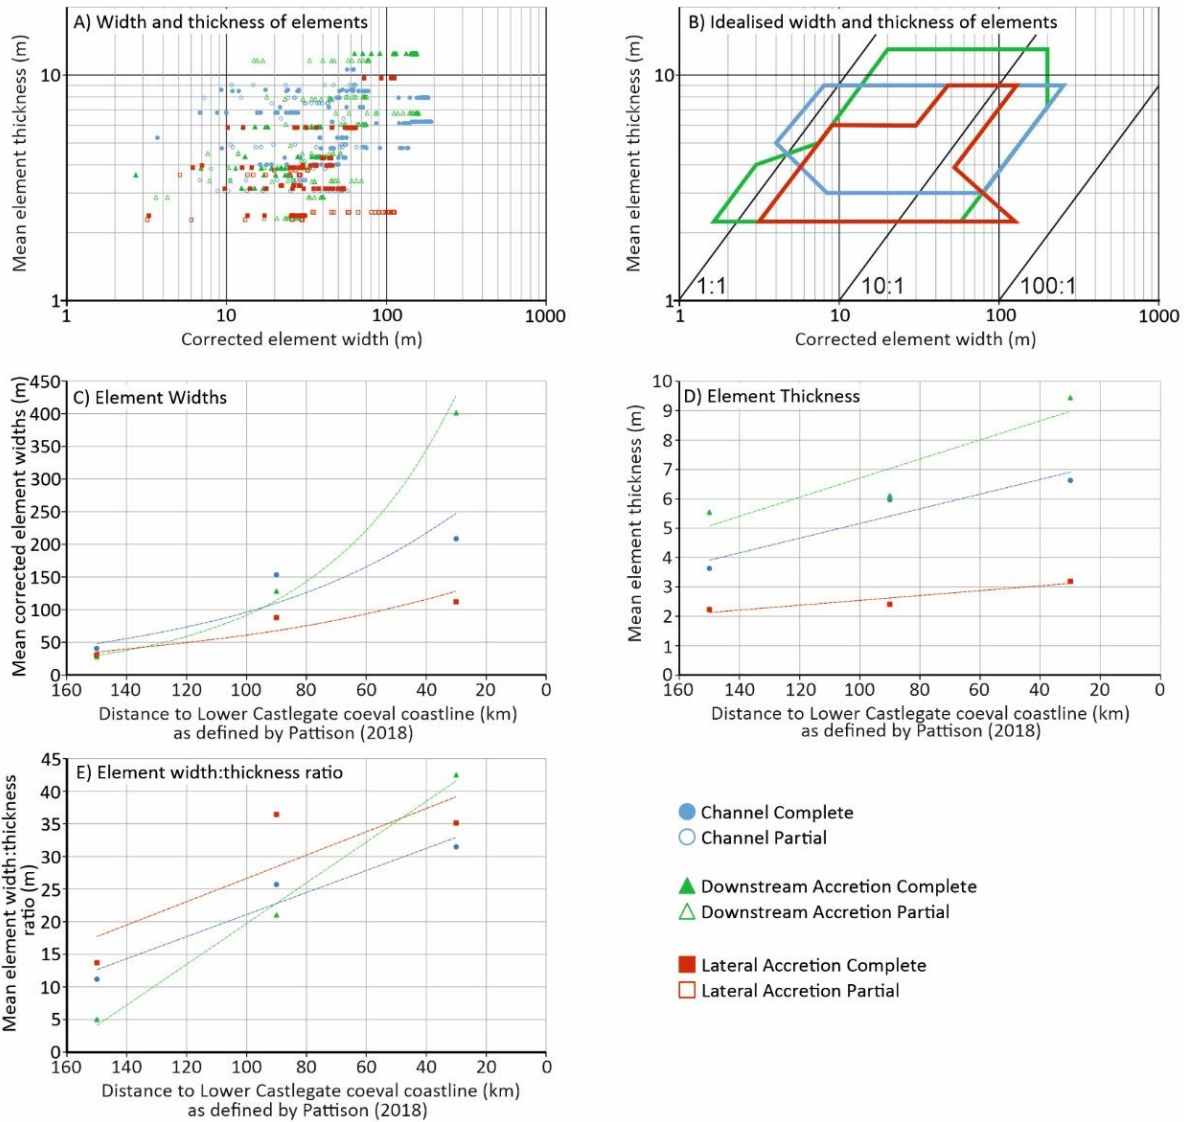 A) Width and thickness of elements
Mean element thickness (m)
10
1
1
10
100
1000
Corrected element width (m)
B) Idealised width and thickness of elements
Mean element thickness (m)
10
1
1:1
10:1
100:1
1
10
100
1000
Corrected element width (m)
C) Element Widths
Mean corrected element widths (m)
450
400
350
300
250
200
150
100
50
0
160 140 120 100 80 60 40 20 0
Distance to Lower Castlegate coeval coastline (km)
as defined by Pattison (2018)
D) Element Thickness
Mean element thickness (m)
10
9
8
7
6
5
4
3
2
1
0
160 140 120 100 80 60 40 20 0
Distance to Lower Castlegate coeval coastline (km)
as defined by Pattison (2018)
E) Element width:thickness ratio
Mean element width:thickness
ratio (m)
45
40
35
30
25
20
15
10
5
0
160 140 120 100 80 60 40 20 0
Distance to Lower Castlegate coeval coastline (km)
as defined by Pattison (2018)
Channel Complete
Channel Partial
Downstream Accretion Complete
Downstream Accretion Partial
Lateral Accretion Complete
Lateral Accretion Partial